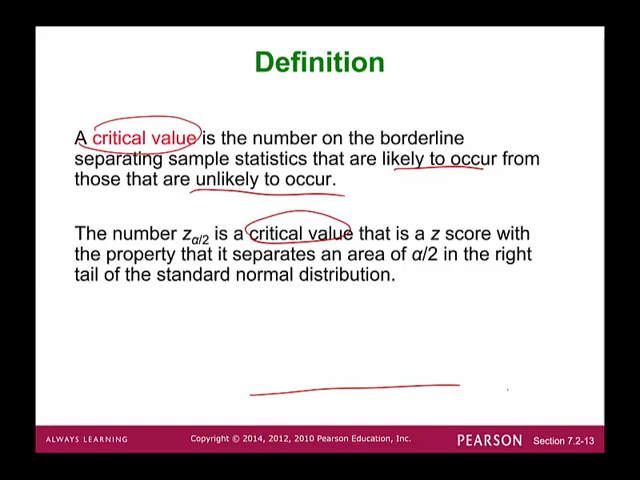 Definition
A critical value is the number on the borderline
separating sample statistics that are likely to occur from
those that are unlikely to occur.
The number zα/2 is a critical value that is a z score with
the property that it separates an area of α/2 in the right
tail of the standard normal distribution.
ALWAYS LEARNING
Copyright © 2014, 2012, 2010 Pearson Education, Inc.
PEARSON
Section 7.2-13